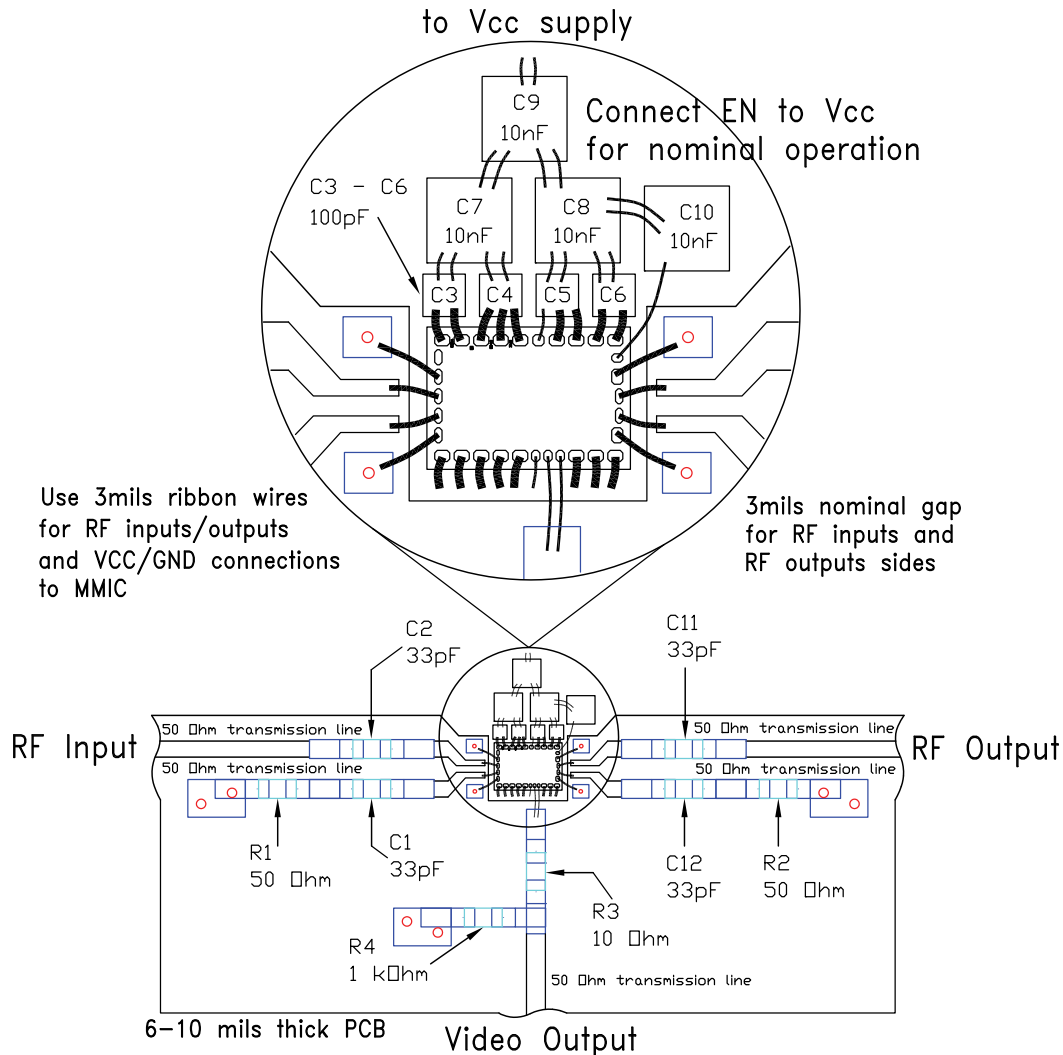 to Vcc supply
C9
10nF
Connect EN to Vcc
for nominal operation
C3 - C6
100pF
C7
10nF
C8
10nF
C10
10nF
C3
C4
C5
C6
Use 3mils ribbon wires
for RF inputs/outputs
and VCC/GND connections
to MMIC
3mils nominal gap
for RF inputs and
RF outputs sides
C2
33pF
C11
33pF
RF Input
50 Ohm transmission line
50 Ohm transmission line
50 Ohm transmission line
50 Ohm transmission line
RF Output
R1
50 Ohm
C1
33pF
C12
33pF
R2
50 Ohm
R3
10 Ohm
R4
1 kOhm
50 Ohm transmission line
6-10 mils thick PCB
Video Output